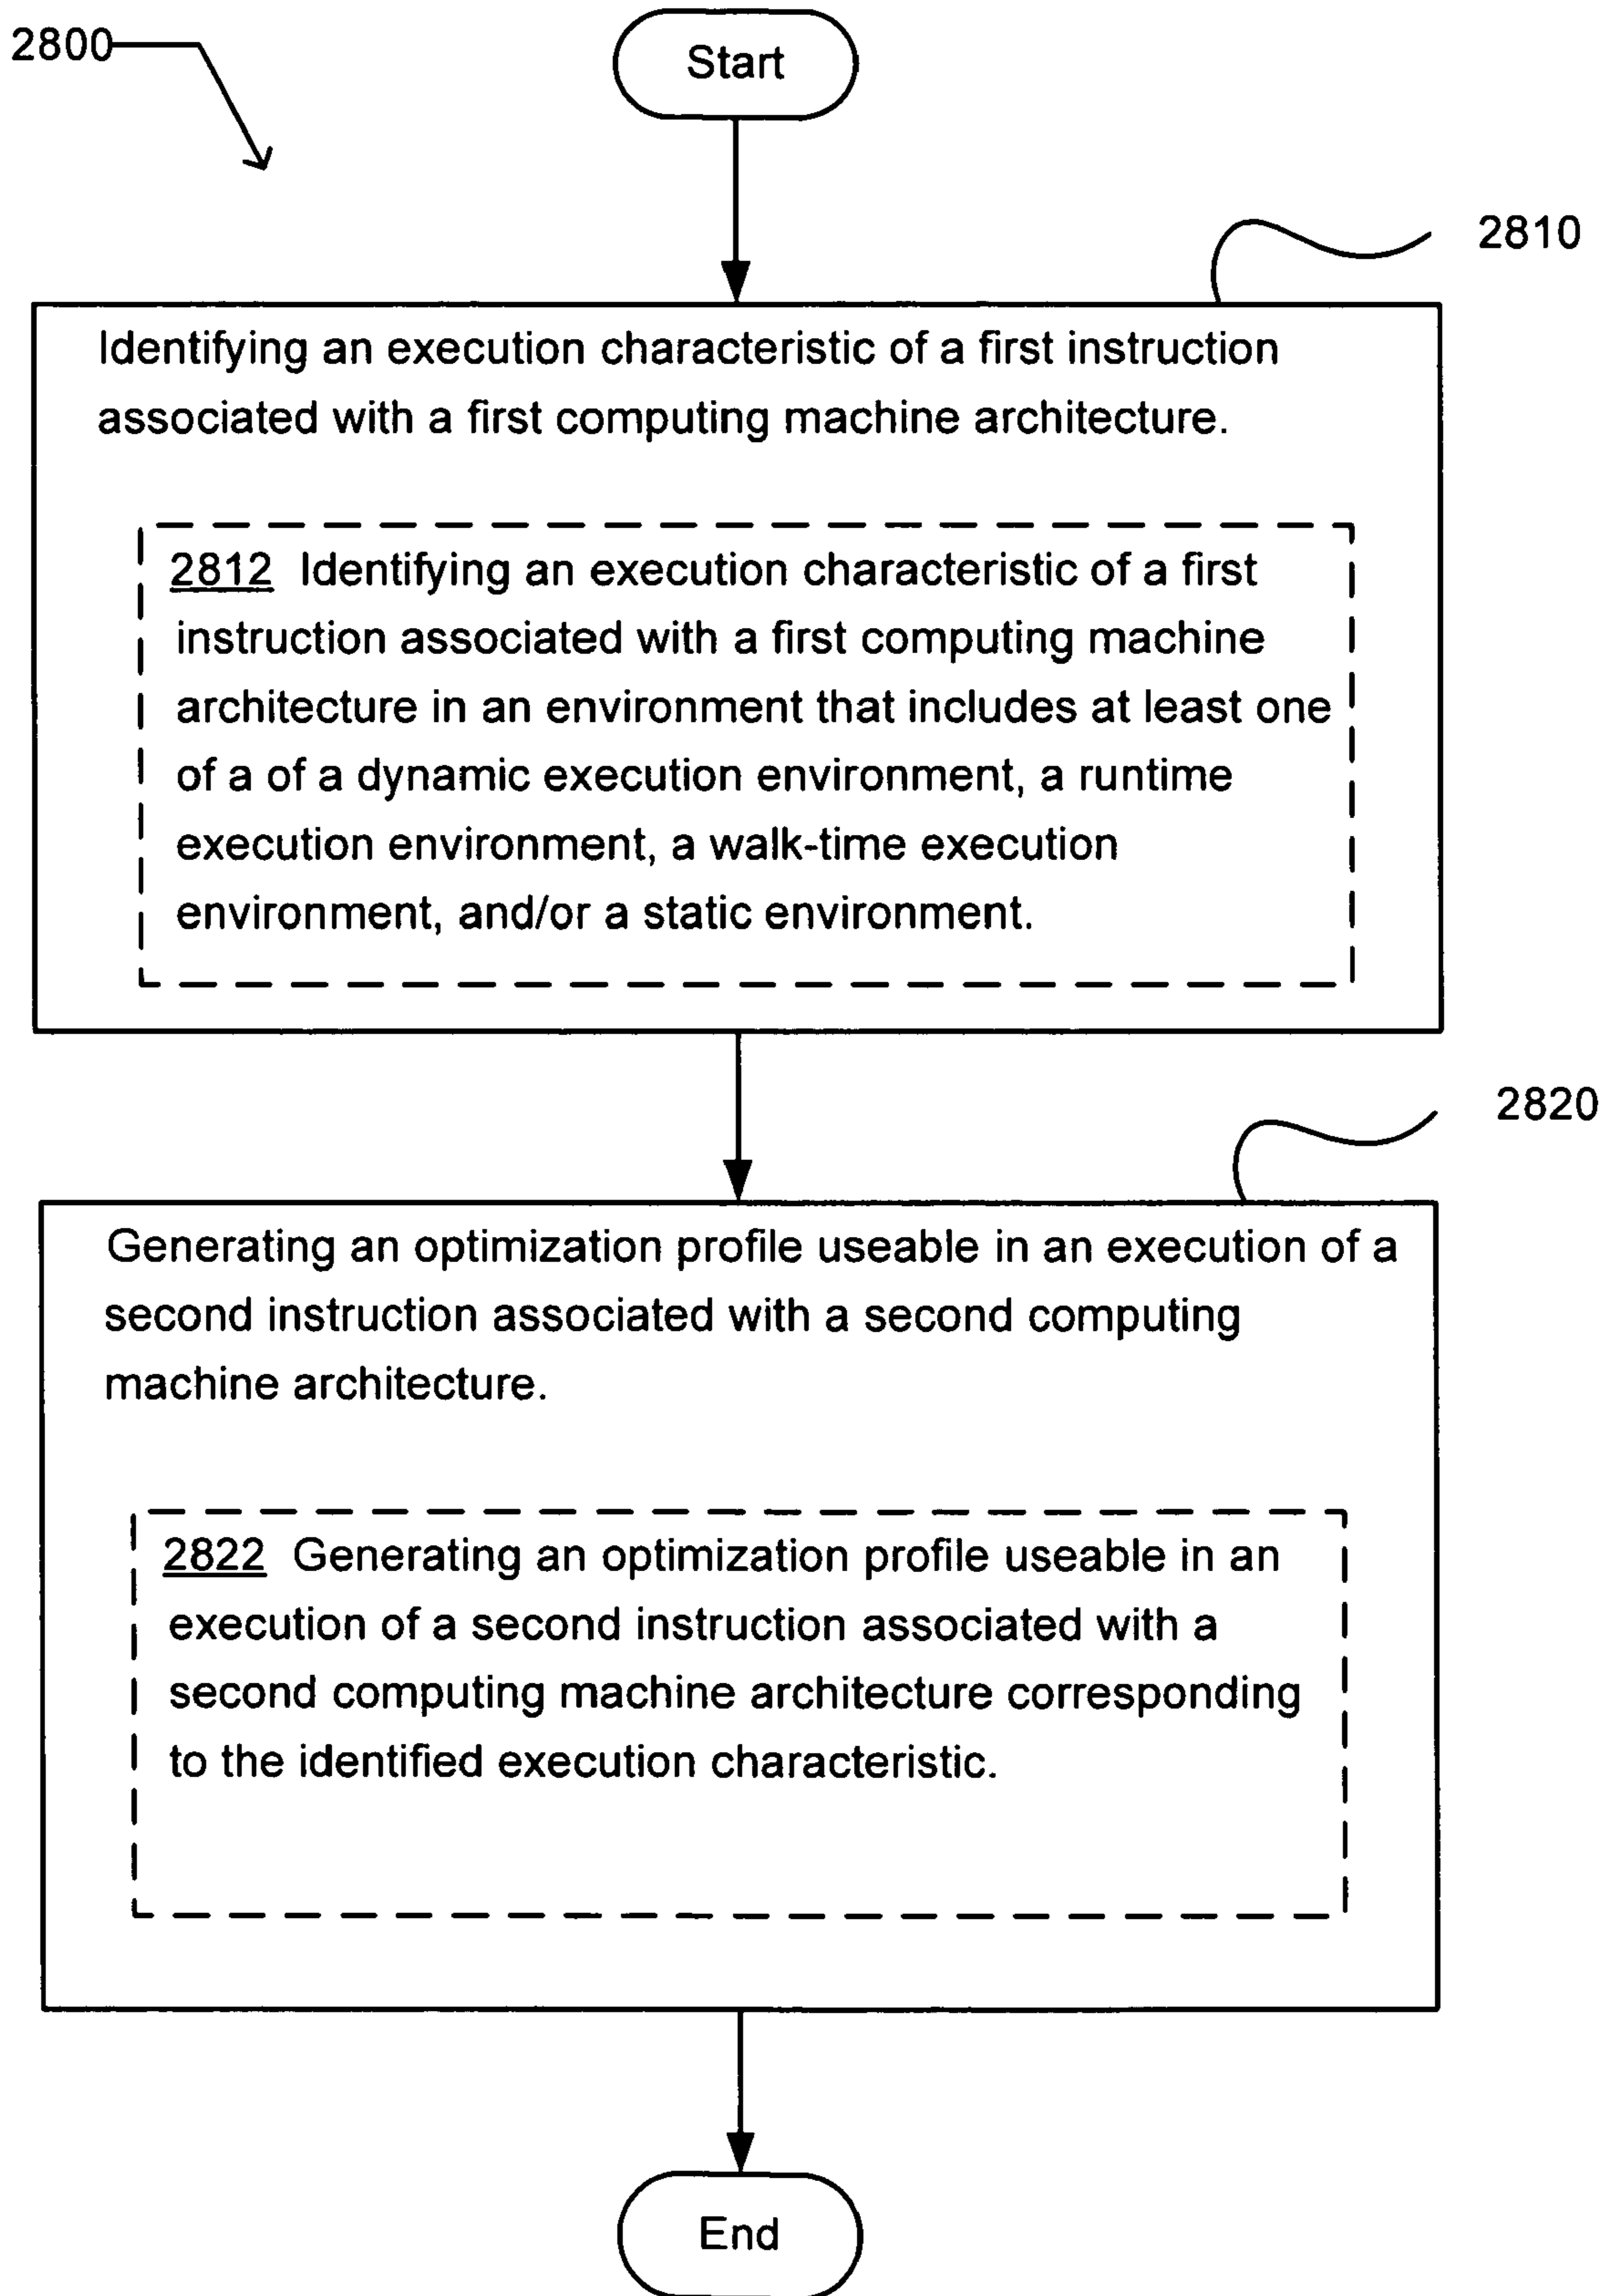 2800
Start
2810
Identifying an execution characteristic of a first instruction
associated with a first computing machine architecture.
2812 Identifying an execution characteristic of a first
instruction associated with a first computing machine
architecture in an environment that includes at least one
of a of a dynamic execution environment, a runtime
execution environment, a walk-time execution
environment, and/or a static environment.
2820
Generating an optimization profile useable in an execution of a
second instruction associated with a second computing
machine architecture.
2822 Generating an optimization profile useable in an
execution of a second instruction associated with a
second computing machine architecture corresponding
to the identified execution characteristic.
End